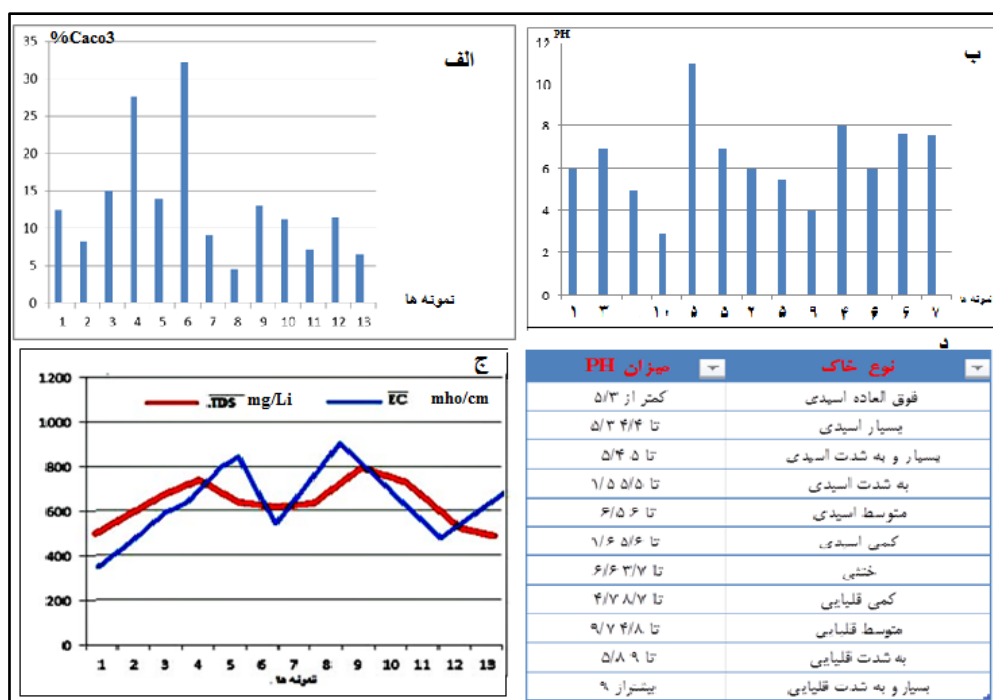 %Caco3
الف
35
30
25
20
15
10
5
0
1 2 3 4 5 6 7 8 9 10 11 12 13
نمونه ها
PH
ب
12
10
8
6
4
2
0
۱ ۳ ۱۰ ۵ ۵ ۲ ۵ ۹ ۴ ۶ ۶ ۷
نمونه ها
ج
TDS mg/Li EC mho/cm
1200
1000
800
600
400
200
0
1 2 3 4 5 6 7 8 9 10 11 12 13
نمونه ها
د
نوع خاک میزان PH
فوق العاده اسیدی کمتر از ۵/۳
بسیار اسیدی تا ۴/۴ ۵/۳
بسیار و به شدت اسیدی تا ۵ ۵/۴
به شدت اسیدی تا ۵/۵ ۱/۵
متوسط اسیدی تا ۶ ۶/۵
کمی اسیدی تا ۵/۶ ۱/۶
خنثی تا ۳/۷ ۶/۶
کمی قلیایی تا ۸/۷ ۴/۷
متوسط قلیایی تا ۴/۸ ۹/۷
به شدت قلیایی تا ۹ ۵/۸
بسیار و به شدت قلیایی بیشتراز ۹